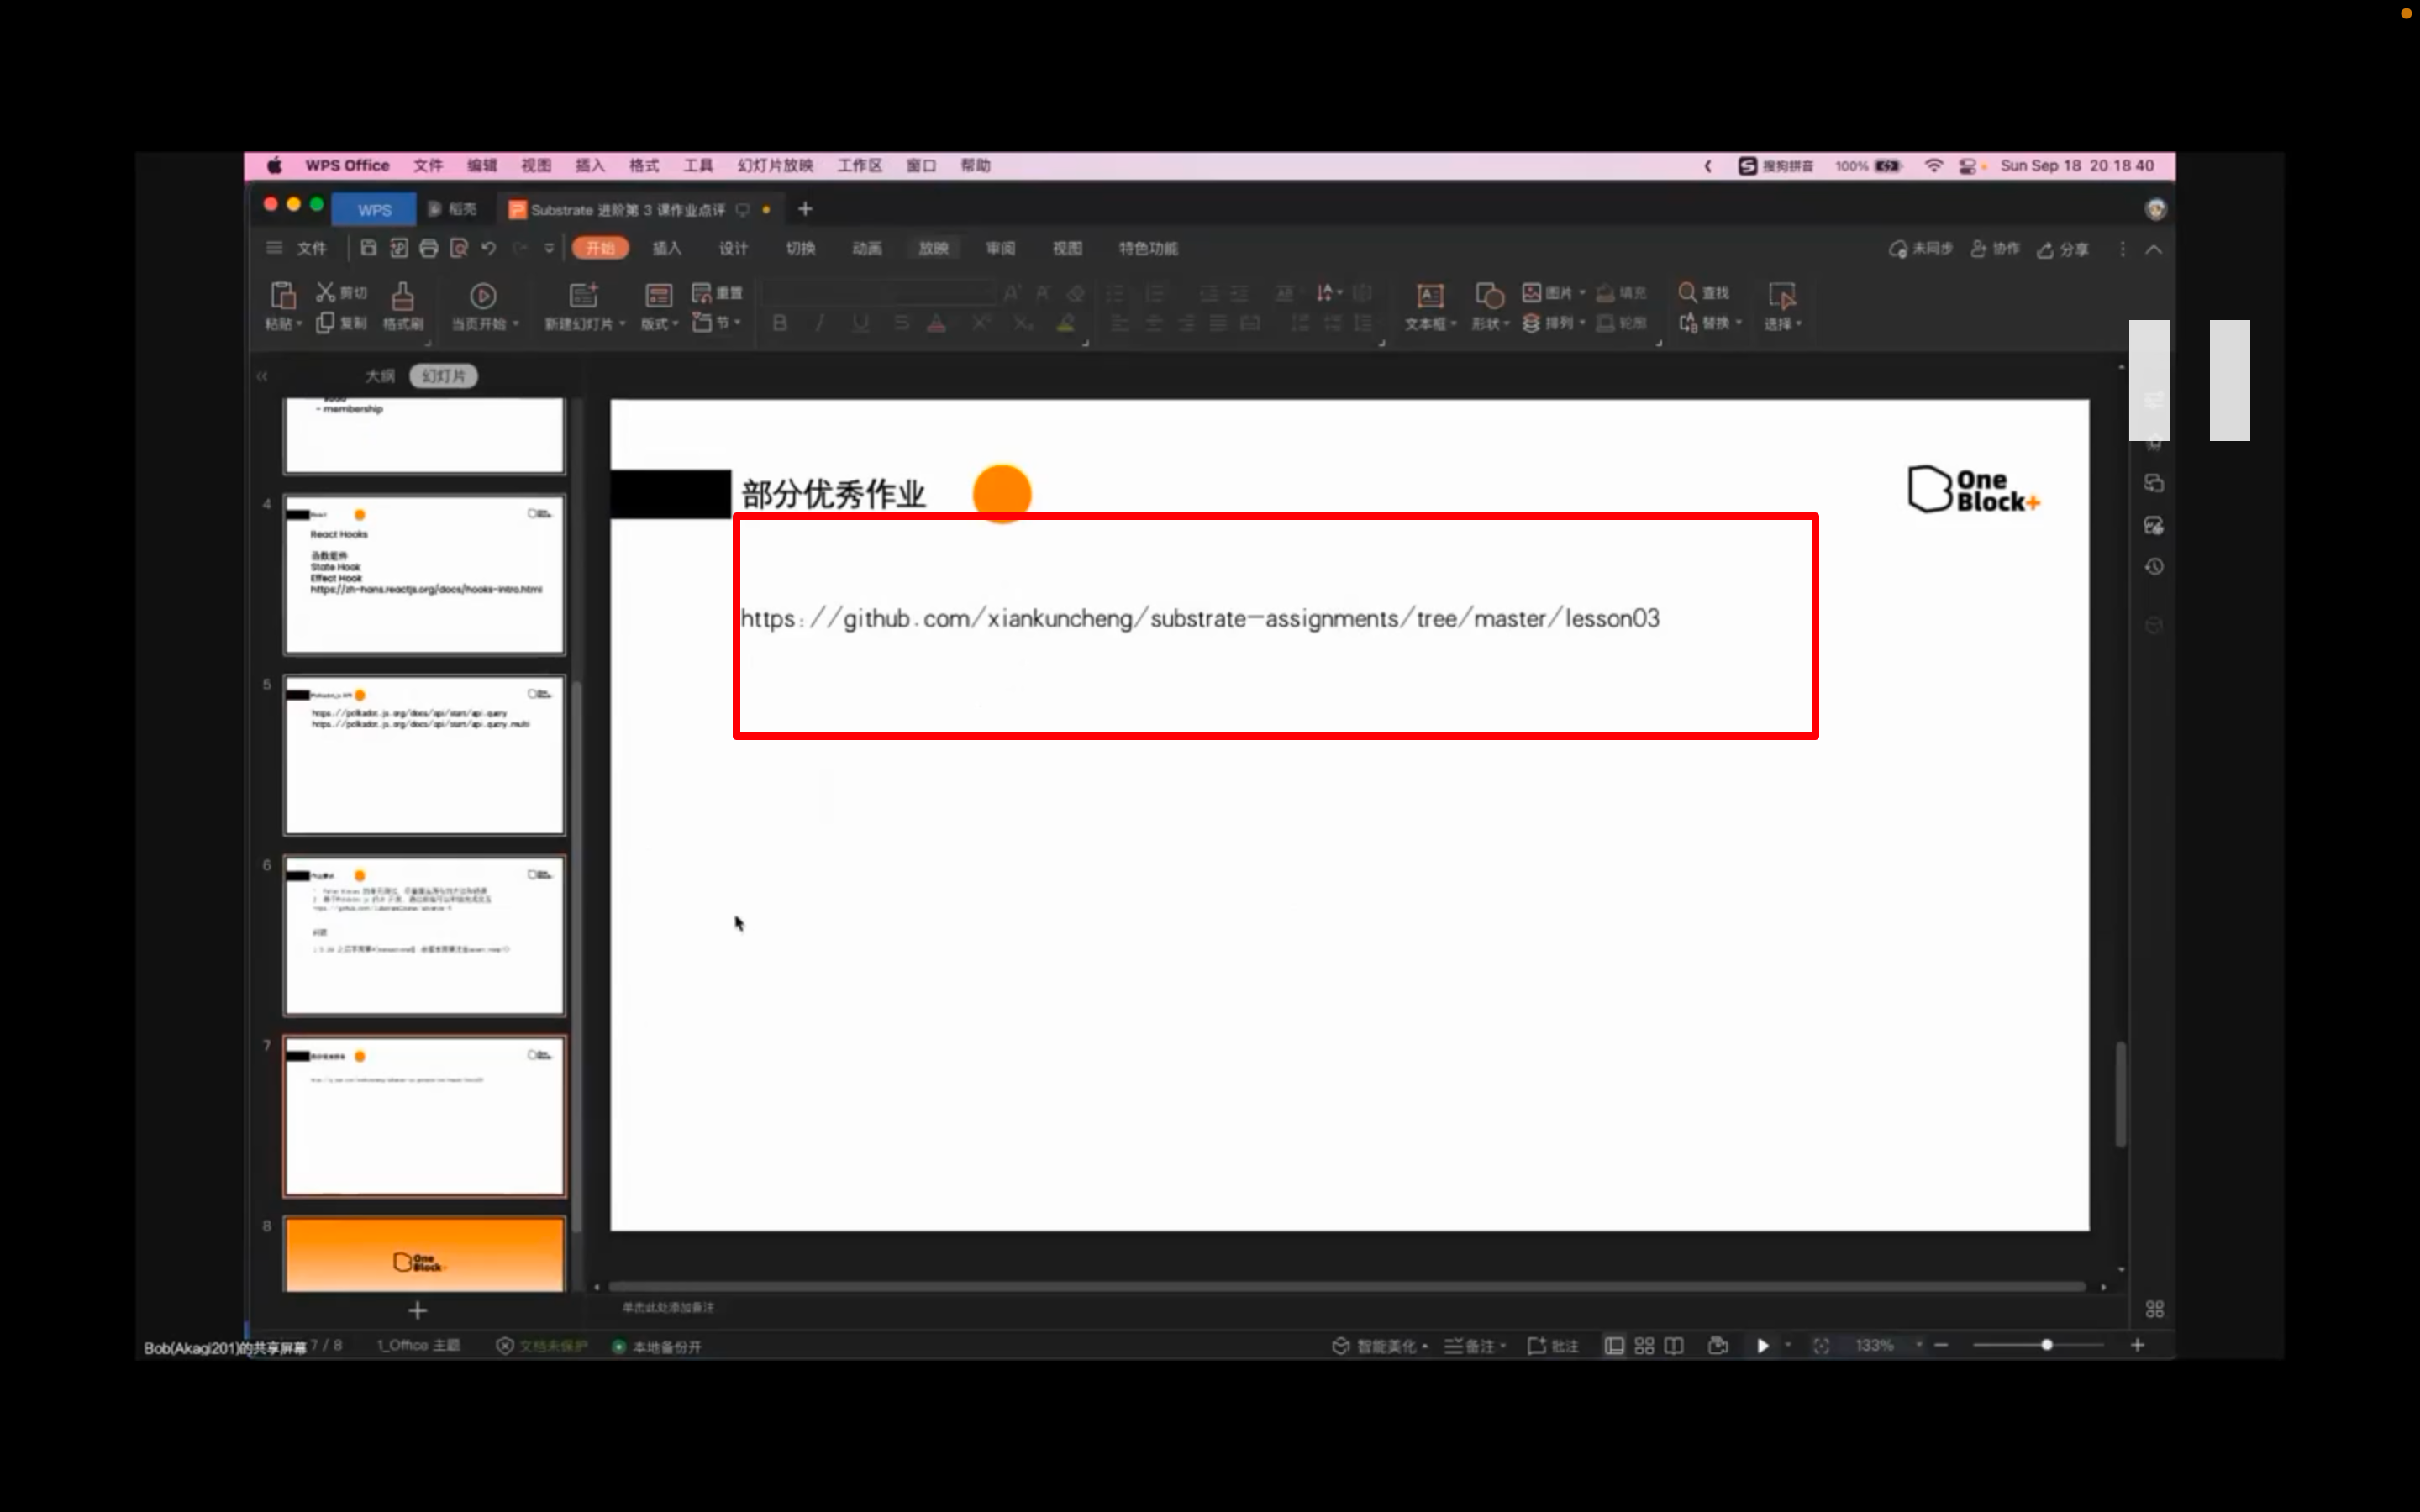 WPS Office 文件 编辑 视图 插入 格式 工具 幻灯片放映 工作区 窗口 帮助
搜狗拼音 100% Sun Sep 18 20 18 40
WPS 稻壳 Substrate 进阶第 3 课作业点评
文件 开始 插入 设计 切换 动画 放映 审阅 视图 特色功能 未同步 协作 分享
剪切 重置 图片 填充 查找
粘贴 复制 格式刷 当页开始 新建幻灯片 版式 节 文本框 形状 排列 轮廓 替换 选择
大纲 幻灯片
- membership
4
React
One
React Hooks
函数组件
State Hook
Effect Hook
https://zh-hans.reactjs.org/docs/hooks-intro.html
5
https://polkadot.js.org/docs/api/start/api.query
https://polkadot.js.org/docs/api/start/api.query.multi
6
7
8
One
Block+
部分优秀作业
One
Block+
https://github.com/xiankuncheng/substrate-assignments/tree/master/lesson03
单击此处添加备注
Bob(Akagi201)的共享屏幕 7 / 8 1_Office 主题 文档未保护 本地备份开 智能美化 备注 批注 133%